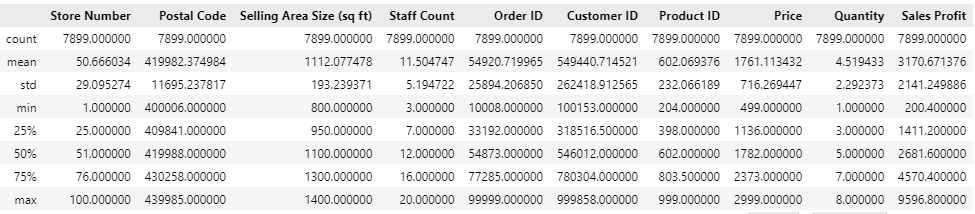 Store Number Postal Code Selling Area Size (sq ft) Staff Count Order ID Customer ID Product ID Price Quantity Sales Profit
count 7899.000000 7899.000000 7899.000000 7899.000000 7899.000000 7899.000000 7899.000000 7899.000000 7899.000000 7899.000000
mean 50.666034 419982.374984 1112.077478 11.504747 54920.719965 549440.714521 602.069376 1761.113432 4.519433 3170.671376
std 29.095274 11695.237817 193.239371 5.194722 25894.206850 262418.912565 232.066189 716.269447 2.292373 2141.249886
min 1.000000 400006.000000 800.000000 3.000000 10008.000000 100153.000000 204.000000 499.000000 1.000000 200.400000
25% 25.000000 409841.000000 950.000000 7.000000 33192.000000 318516.500000 398.000000 1136.000000 3.000000 1411.200000
50% 51.000000 419988.000000 1100.000000 12.000000 54873.000000 546012.000000 602.000000 1782.000000 5.000000 2681.600000
75% 76.000000 430258.000000 1300.000000 16.000000 77285.000000 780304.000000 803.500000 2373.000000 7.000000 4570.400000
max 100.000000 439985.000000 1400.000000 20.000000 99999.000000 999858.000000 999.000000 2999.000000 8.000000 9596.800000